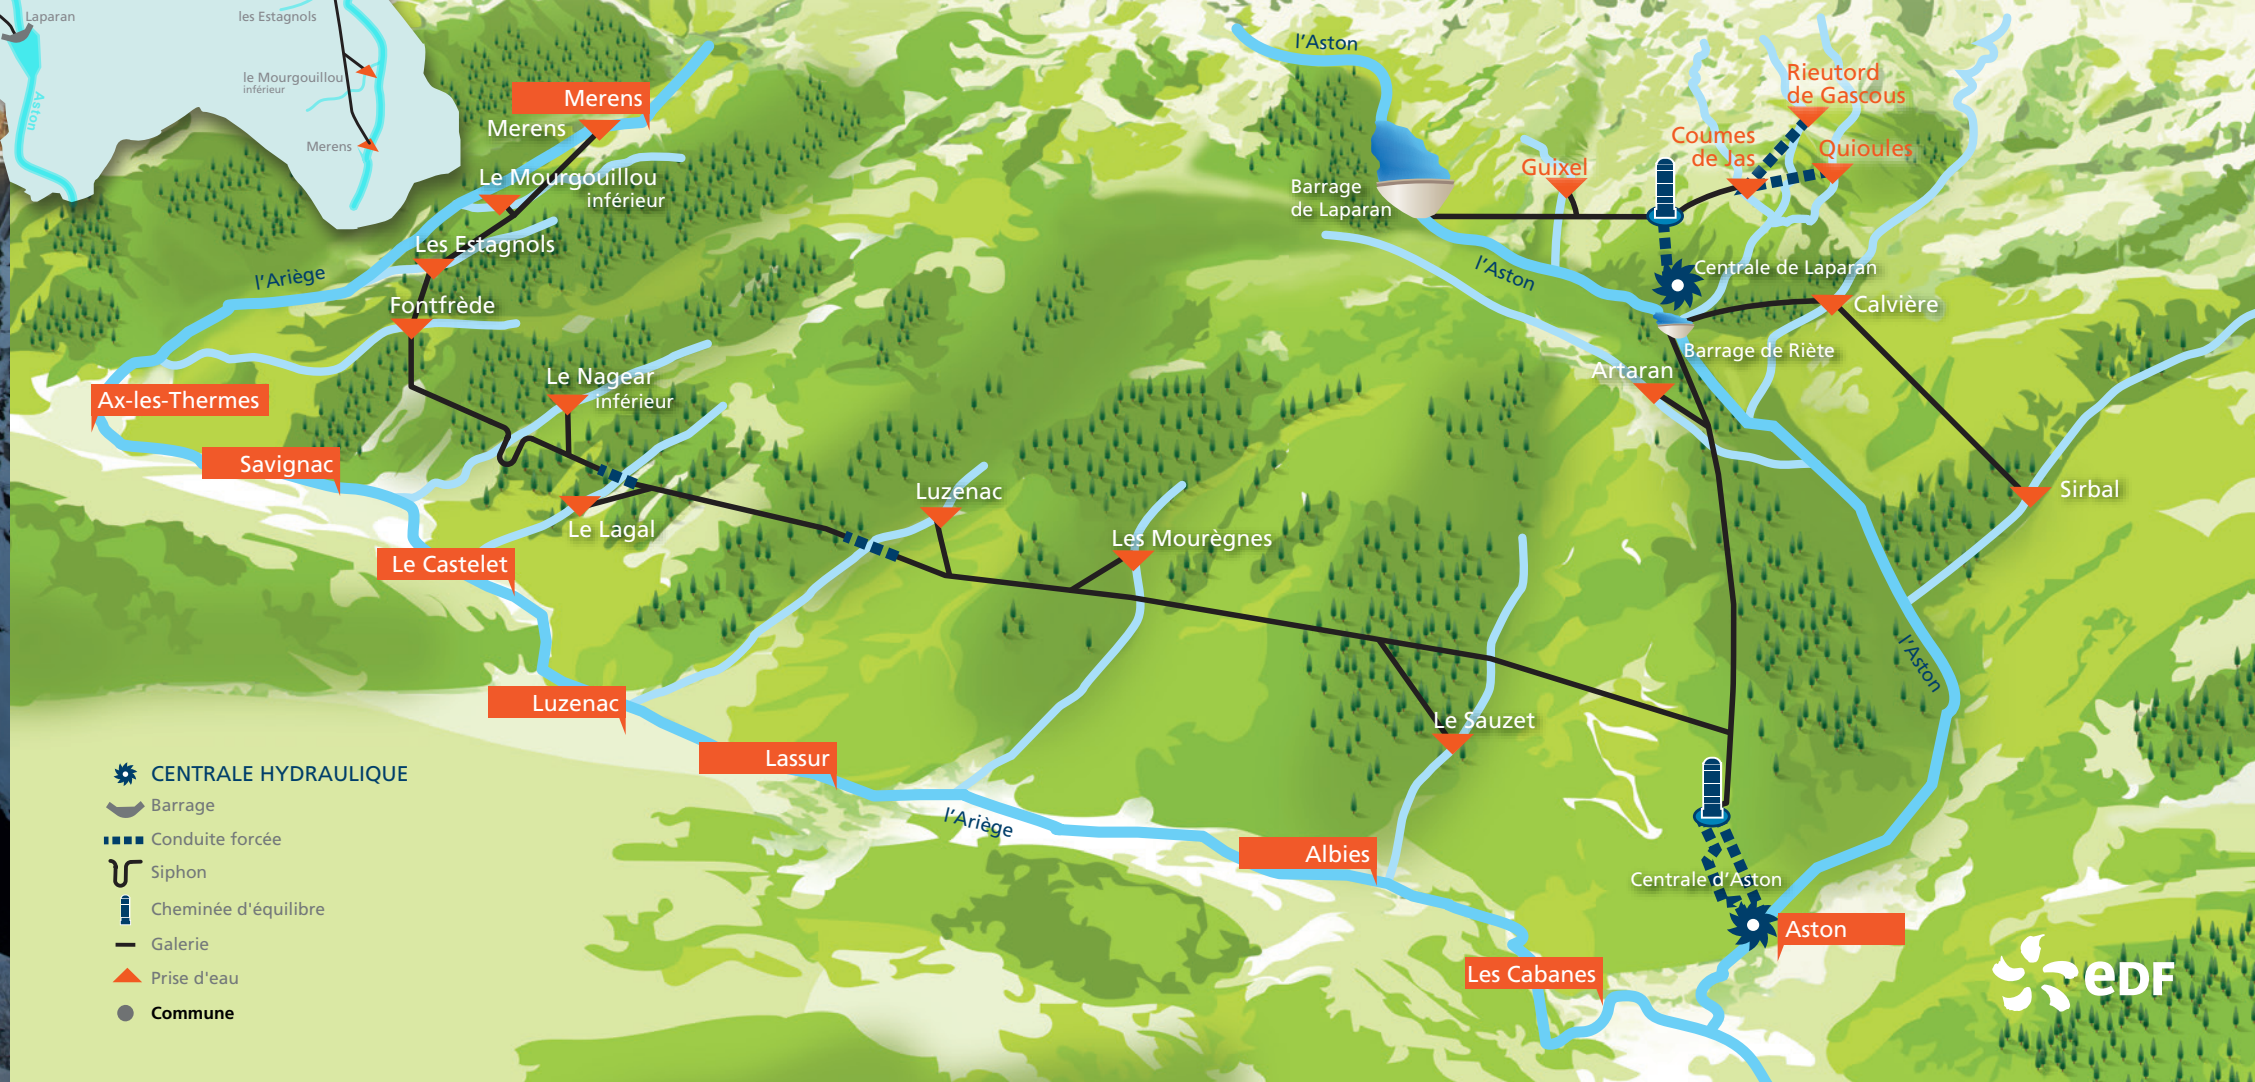 Laparan
les Estagnols
le Mourgouillou
inférieur
Aston
Merens
Merens
Merens
Le Mourgouillou
inférieur
Les Estagnols
l'Ariège
Fontfrède
Le Nagear
inférieur
Ax-les-Thermes
Savignac
Le Lagal
Le Castelet
Luzenac
Les Mourègnes
Luzenac
Lassur
l'Ariège
Le Sauzet
Albies
Les Cabanes
l'Aston
Barrage
de Laparan
Guixel
Rieutord
de Gascous
Coumes
de Jas
Quioules
l'Aston
Centrale de Laparan
Calvière
Barrage de Riète
Artaran
Sirbal
l'Aston
Centrale d'Aston
Aston
CENTRALE HYDRAULIQUE
Barrage
Conduite forcée
Siphon
Cheminée d'équilibre
Galerie
Prise d'eau
Commune
eDF